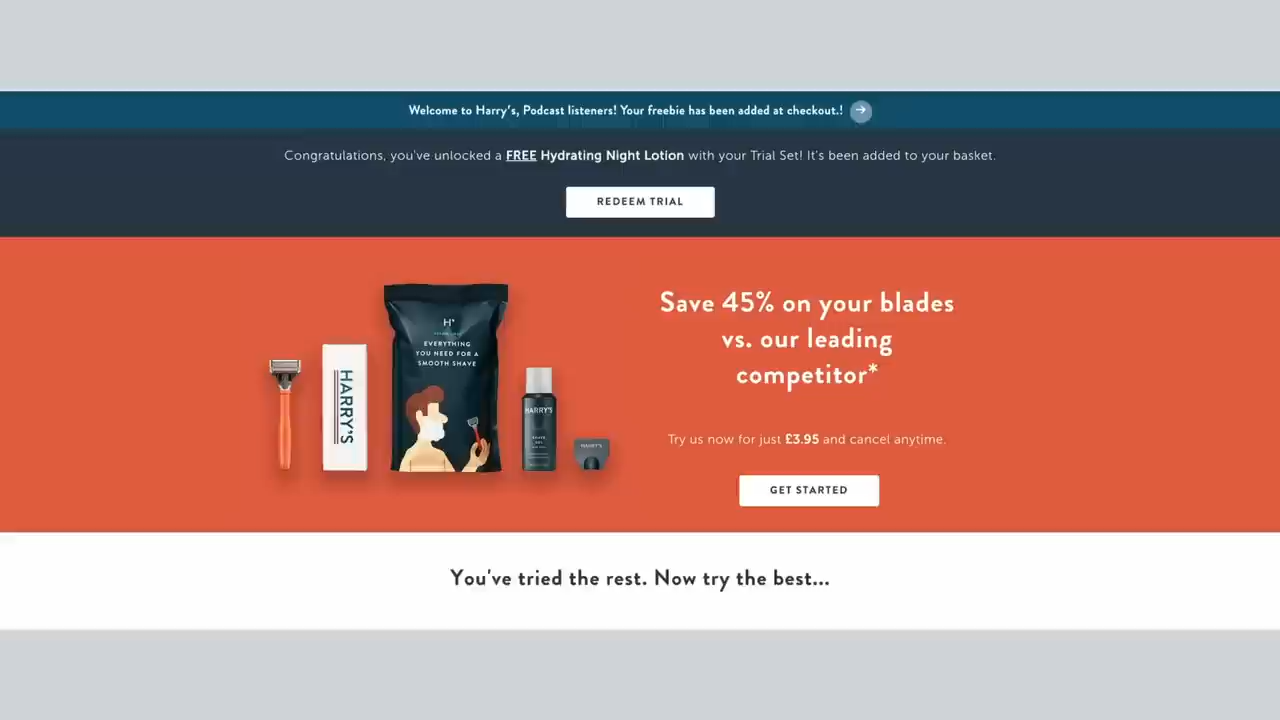 Welcome to Harry's, Podcast listeners! Your freebie has been added at checkout.!
Congratulations, you've unlocked a FREE Hydrating Night Lotion with your Trial Set! It's been added to your basket.
REDEEM TRIAL
Save 45% on your blades
vs. our leading
competitor*
Try us now for just £3.95 and cancel anytime.
GET STARTED
HARRY'S
H'
EVERYTHING
YOU NEED FOR A
SMOOTH SHAVE
HARRY'S
SHAVE
GEL
HARRY'S
You've tried the rest. Now try the best...